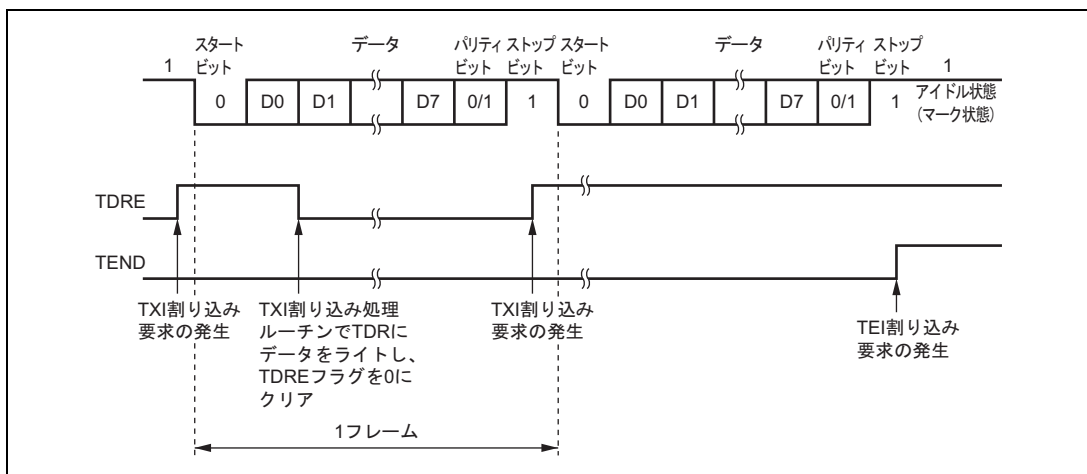 スタート データ パリティ ストップ スタート データ パリティ ストップ
1 ビット ビット ビット ビット ビット ビット 1
0 D0 D1 D7 0/1 1 0 D0 D1 D7 0/1 1 アイドル状態
(マーク状態)
TDRE
TEND
TXI割り込み
要求の発生
TXI割り込み処理
ルーチンでTDRに
データをライトし、
TDREフラグを0に
クリア
TXI割り込み
要求の発生
TEI割り込み
要求の発生
1フレーム